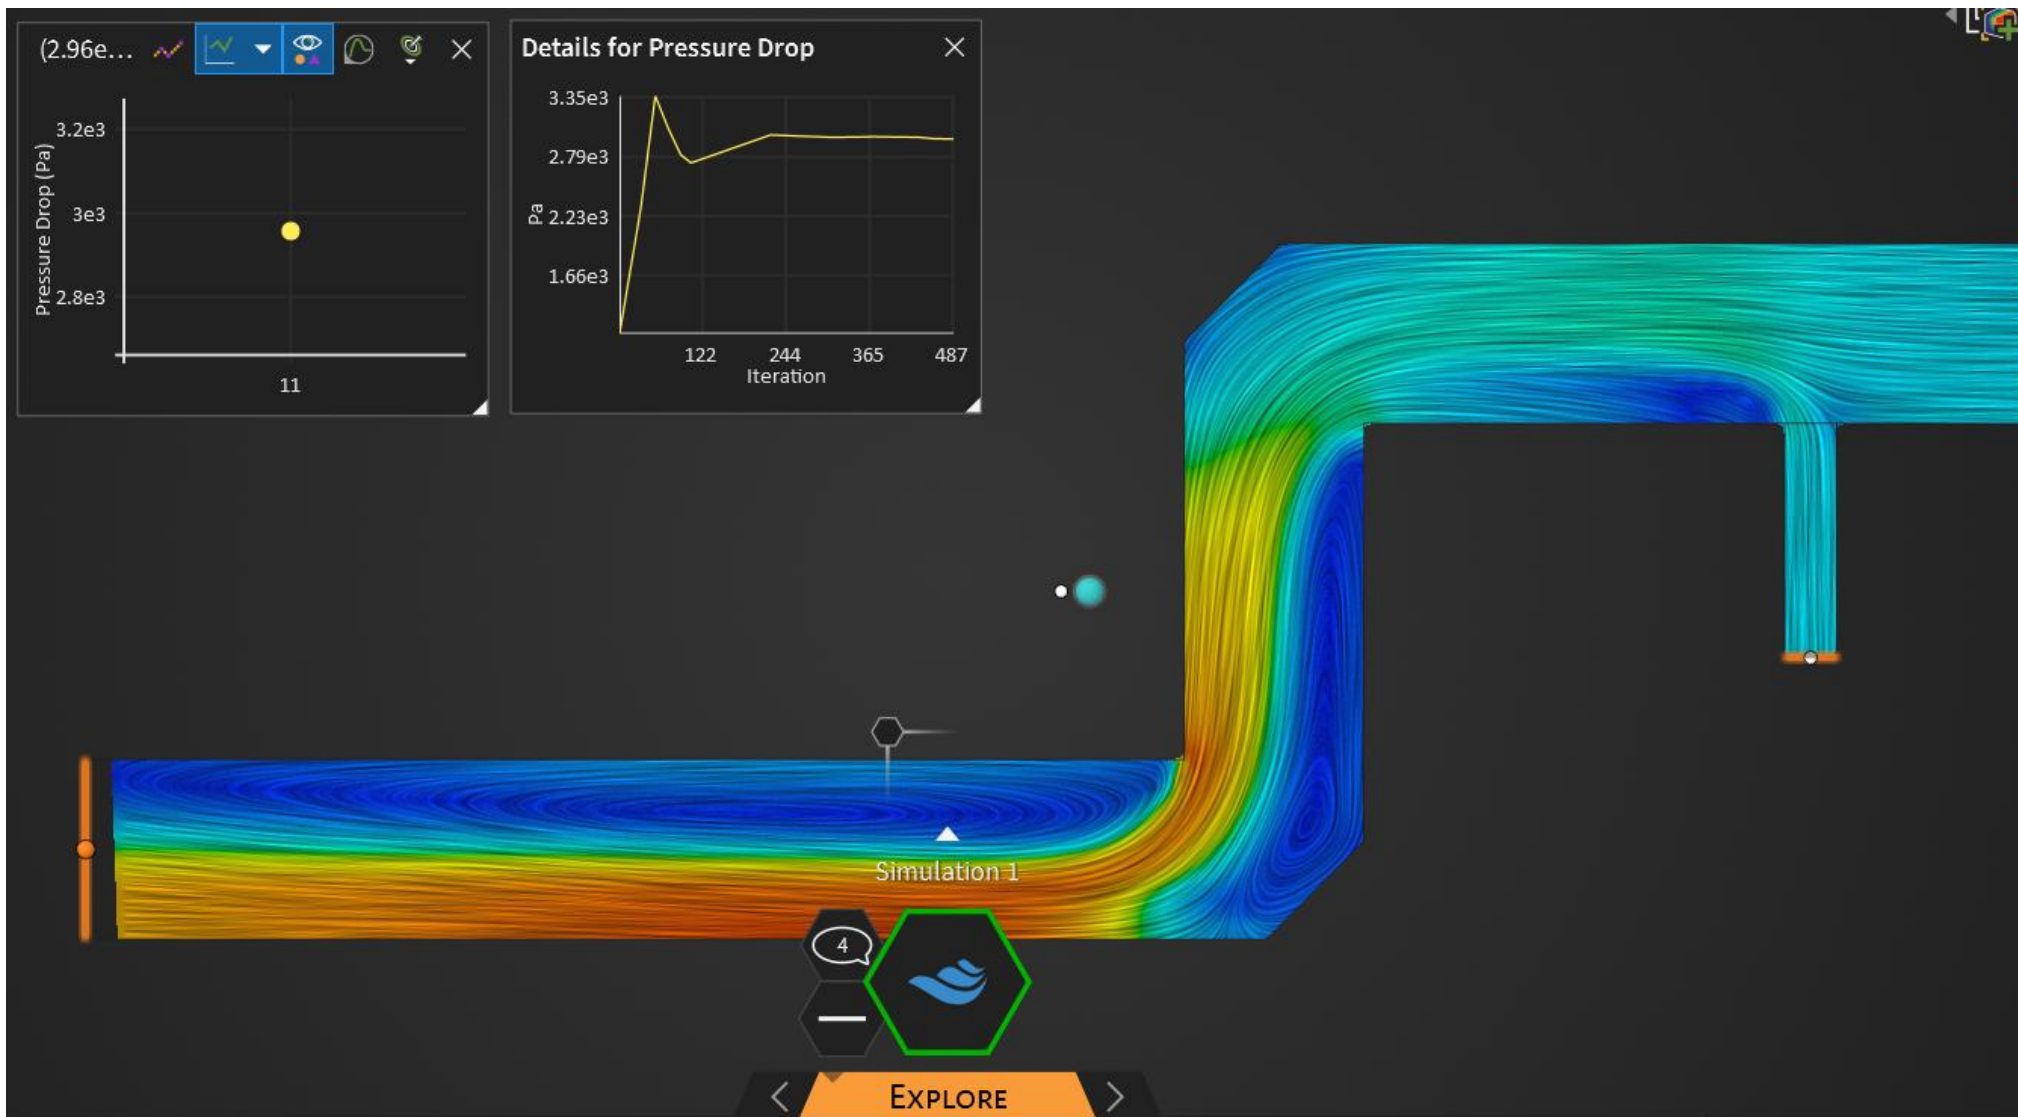 (2.96e...
Pressure Drop (Pa)
3.2e3
3e3
2.8e3
11
Details for Pressure Drop
Pa
3.35e3
2.79e3
2.23e3
1.66e3
122 244 365 487
Iteration
Simulation 1
4
EXPLORE